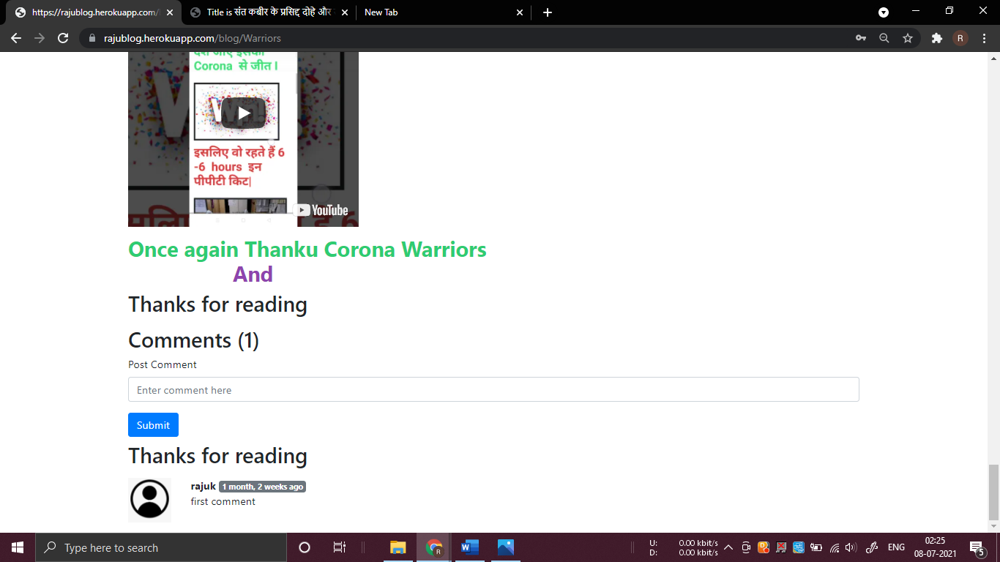 https://rajublog.herokuapp.com/
Title is संत कबीर के प्रसिद्द दोहे और
New Tab
rajublog.herokuapp.com/blog/Warriors
R
Corona से जीत I
इसलिए वो रहते हैं 6
-6 hours इन
पीपीटी किट|
YouTube
Once again Thanku Corona Warriors
And
Thanks for reading
Comments (1)
Post Comment
Enter comment here
Submit
Thanks for reading
rajuk 1 month, 2 weeks ago
first comment
Type here to search
U: 0.00 kbit/s
D: 0.00 kbit/s
ENG
02:25
08-07-2021
5